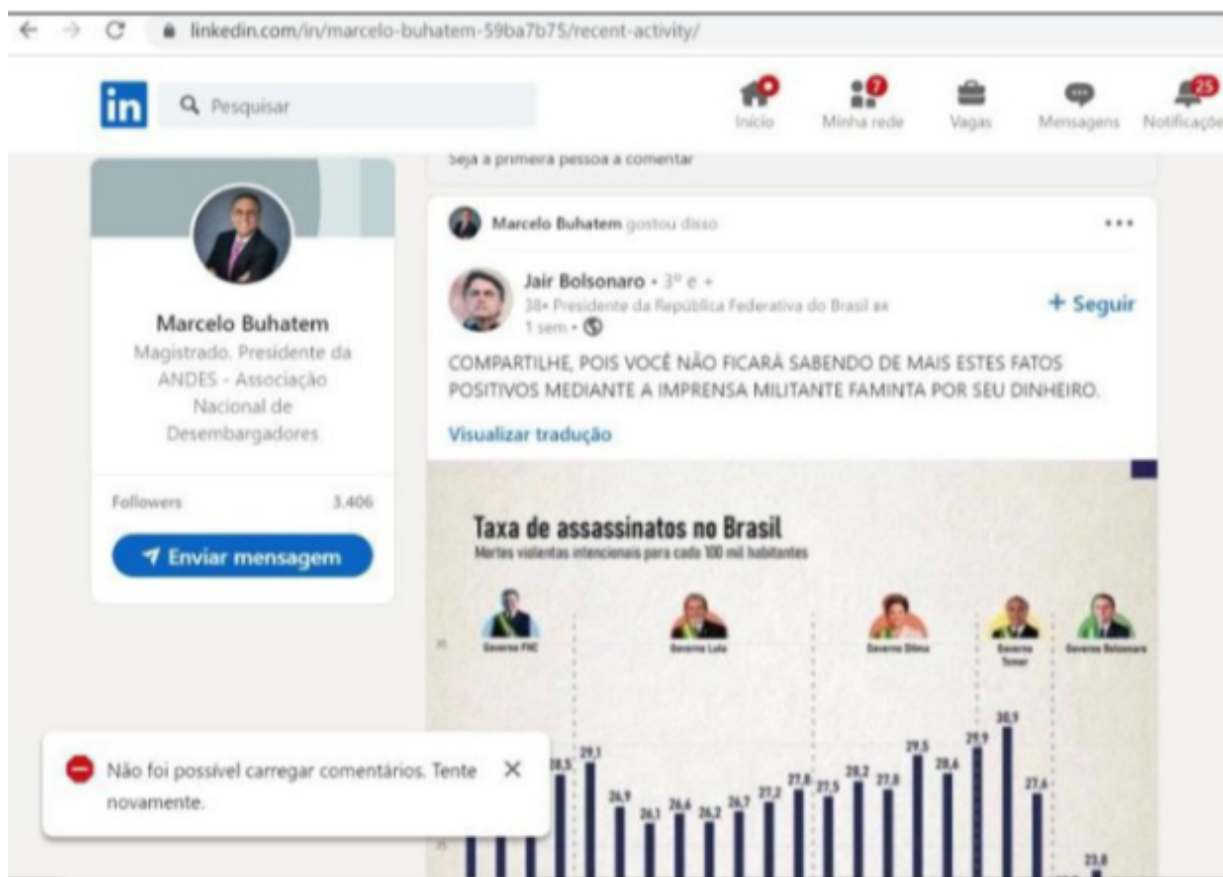 linkedin.com/in/marcelo-buhatem-59ba7b75/recent-activity/
in
Pesquisar
Início
7
Minha rede
Vagas
Mensagens
25
Notificaçõe
Seja a primeira pessoa a comentar
Marcelo Buhatem
Magistrado. Presidente da
ANDES - Associação
Nacional de
Desembargadores
Followers 3.406
Enviar mensagem
Marcelo Buhatem gostou disso
Jair Bolsonaro • 3º e +
38• Presidente da República Federativa do Brasil BR
1 sem •
+ Seguir
COMPARTILHE, POIS VOCÊ NÃO FICARÁ SABENDO DE MAIS ESTES FATOS
POSITIVOS MEDIANTE A IMPRENSA MILITANTE FAMINTA POR SEU DINHEIRO.
Visualizar tradução
Taxa de assassinatos no Brasil
Mortes violentas intencionais para cada 100 mil habitantes
Governo FHC
Governo Lula
Governo Dilma
Governo
Temer
Governo Bolsonaro
28,5 29,1 26,9 26,1 26,6 26,2 26,7 27,2 27,8 27,5 28,2 27,8 29,5 28,6 29,9 30,9 27,6 23,8
25
Não foi possível carregar comentários. Tente
novamente.